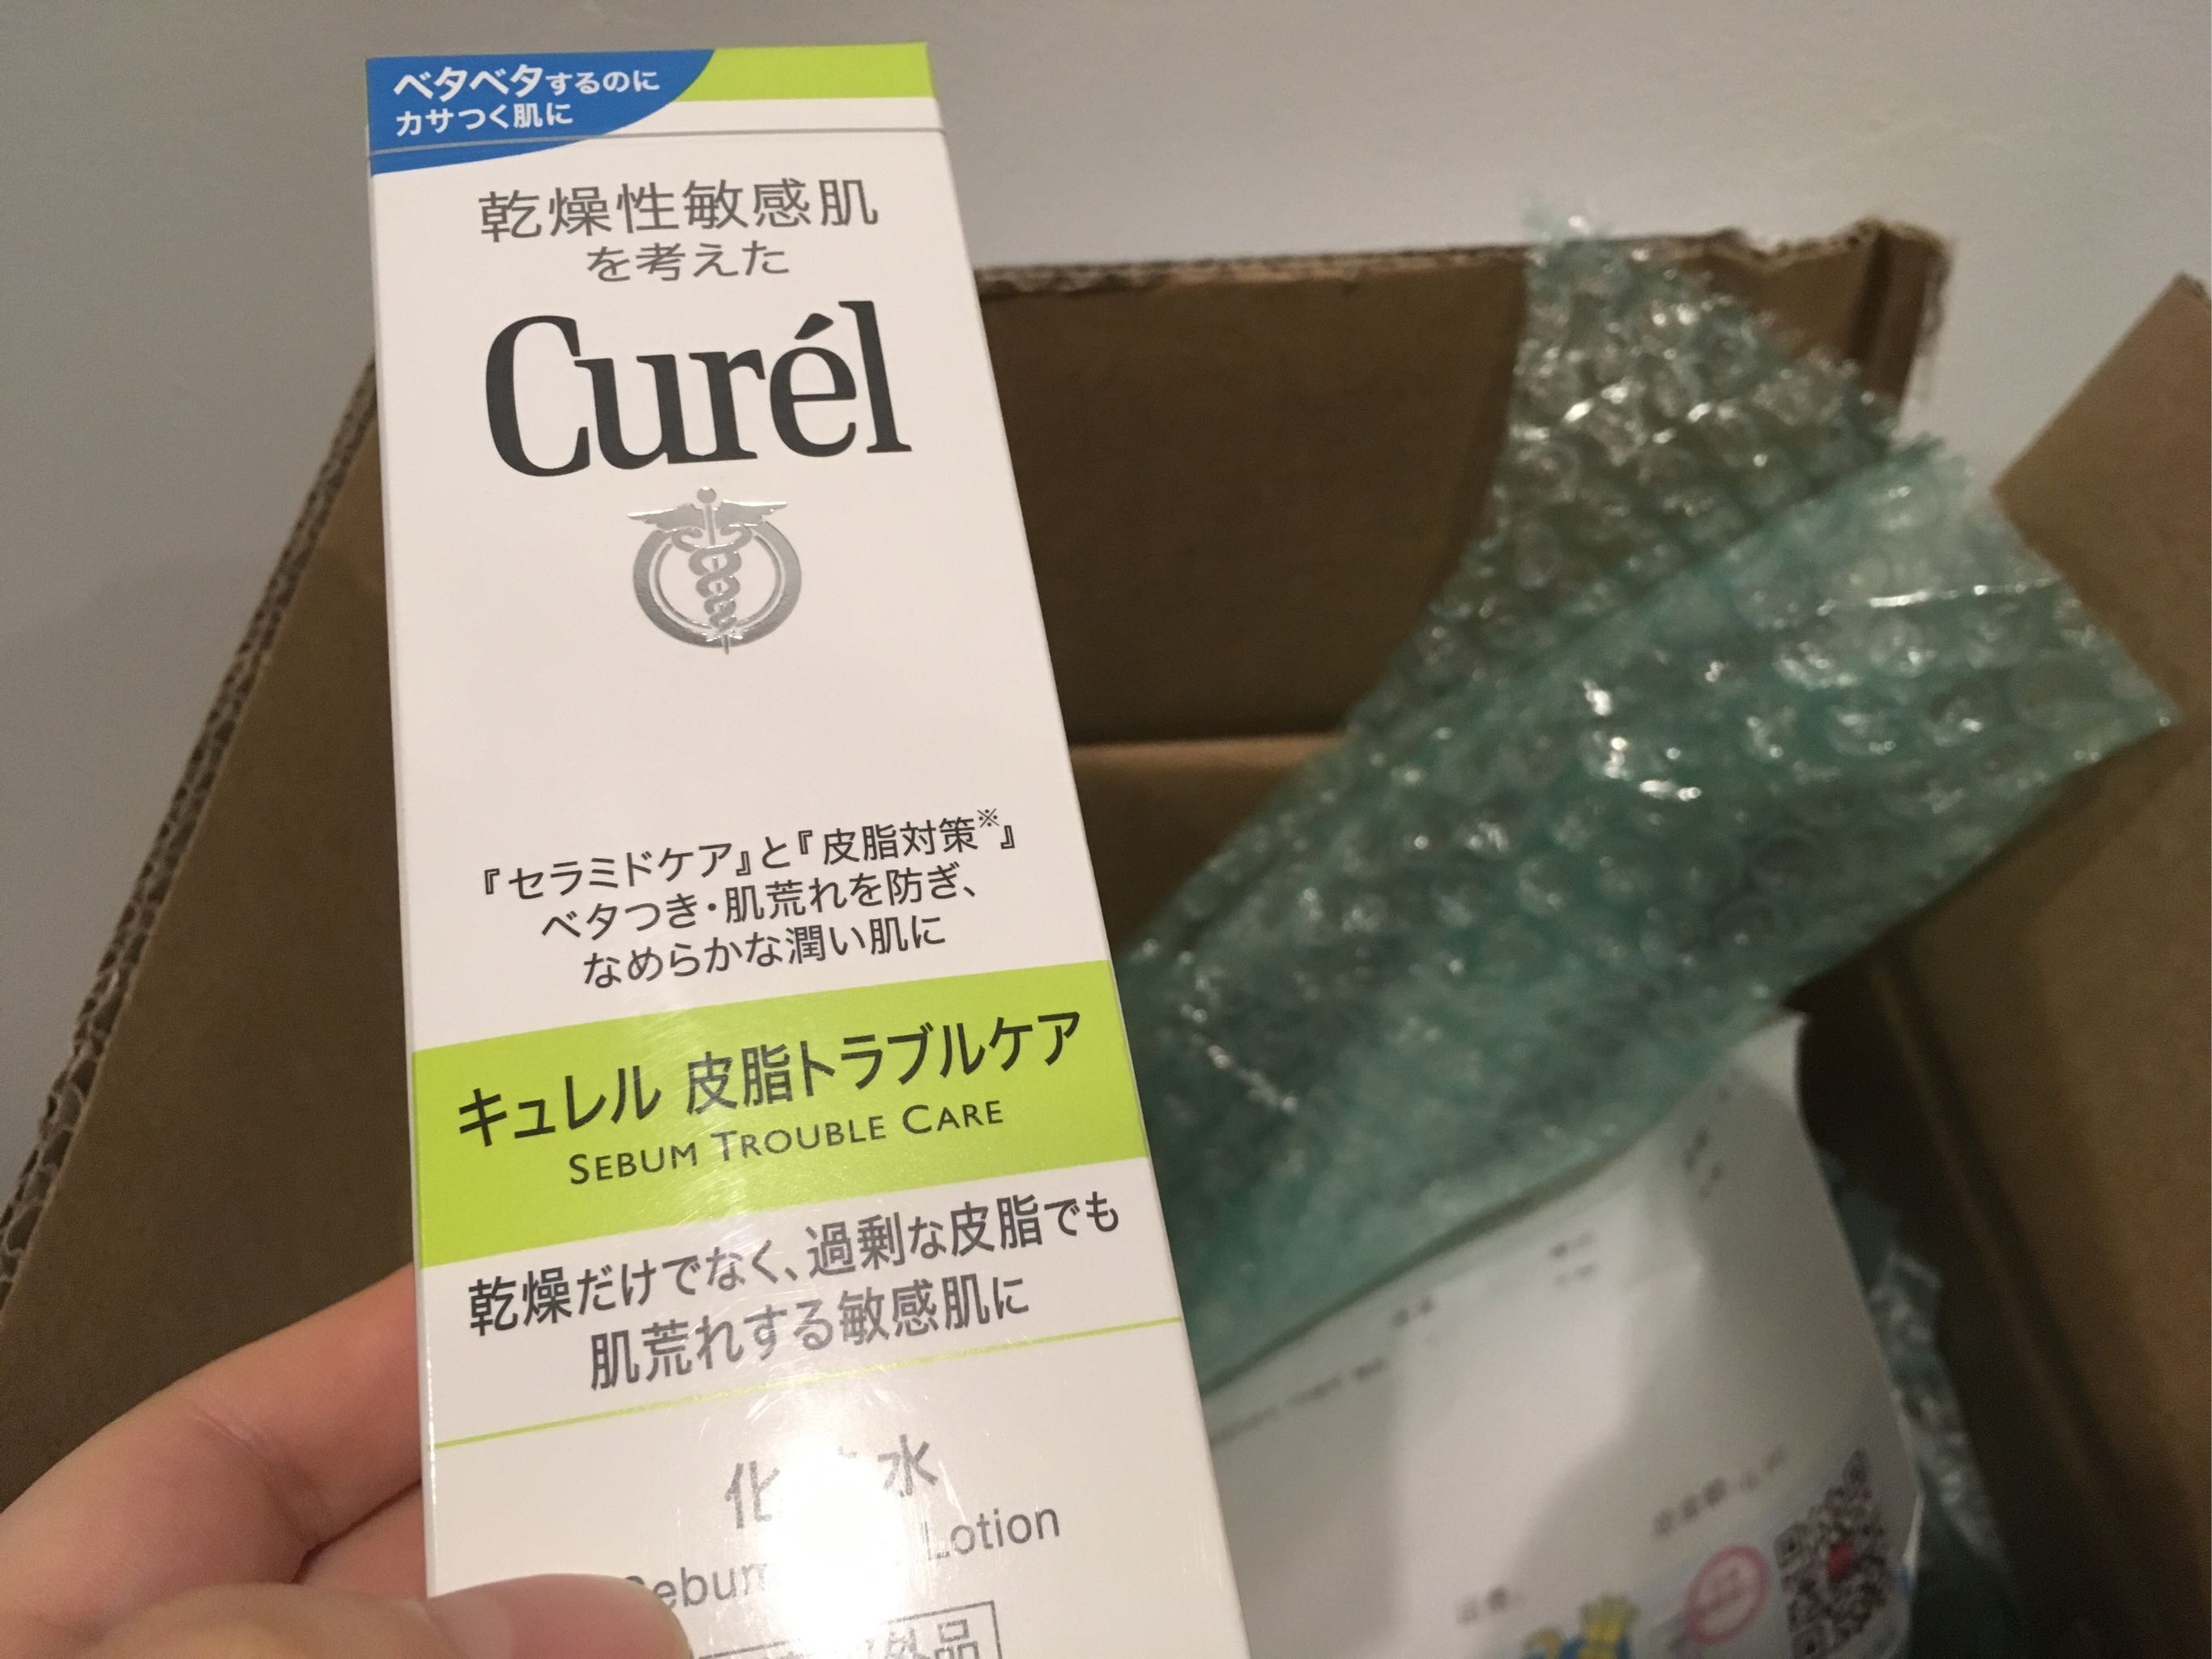 ベタベタするのに
カサつく肌に
乾燥性敏感肌
を考えた
Curél
『セラミドケア』と『皮脂対策※』
ベタつき・肌荒れを防ぎ、
なめらかな潤い肌に
キュレル 皮脂トラブルケア
SEBUM TROUBLE CARE
乾燥だけでなく、過剰な皮脂でも
肌荒れする敏感肌に
化 水
Lotion
外品